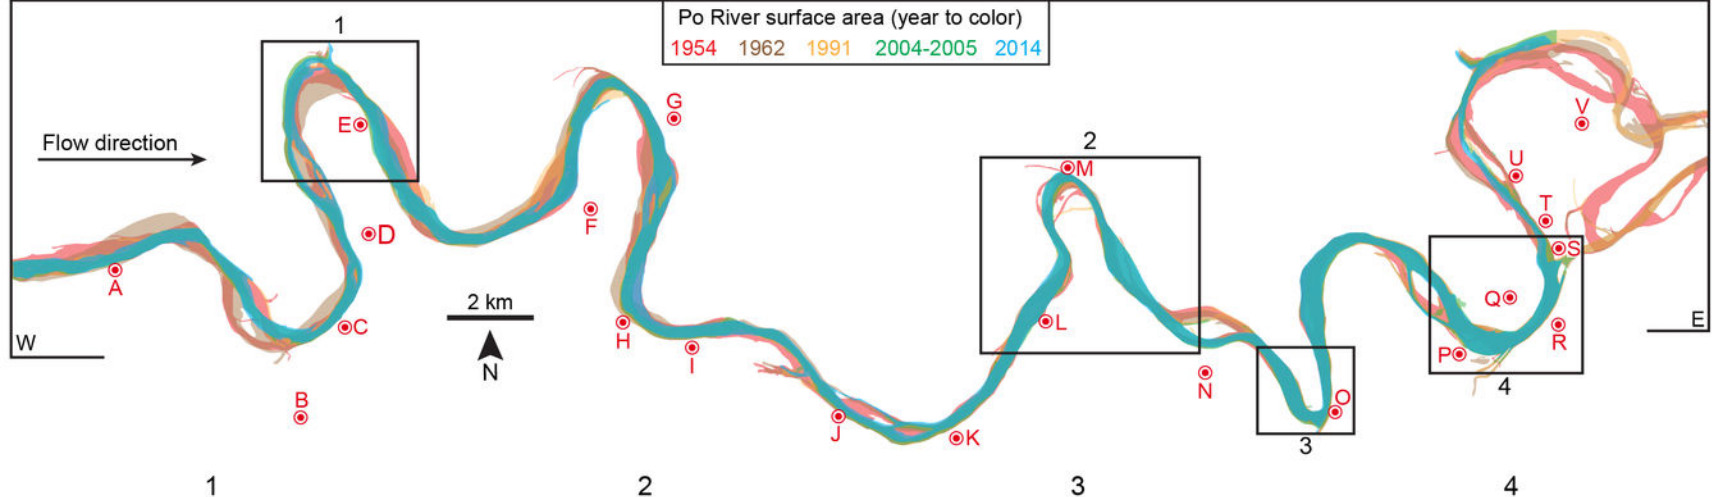 1
Po River surface area (year to color)
1954 1962 1991 2004-2005 2014
G
V
E
Flow direction
2
M
U
T
F
D
S
A
Q
2 km
C
H
L
R
W
E
I
P
N
N
4
B
O
J
K
3
1 2 3 4